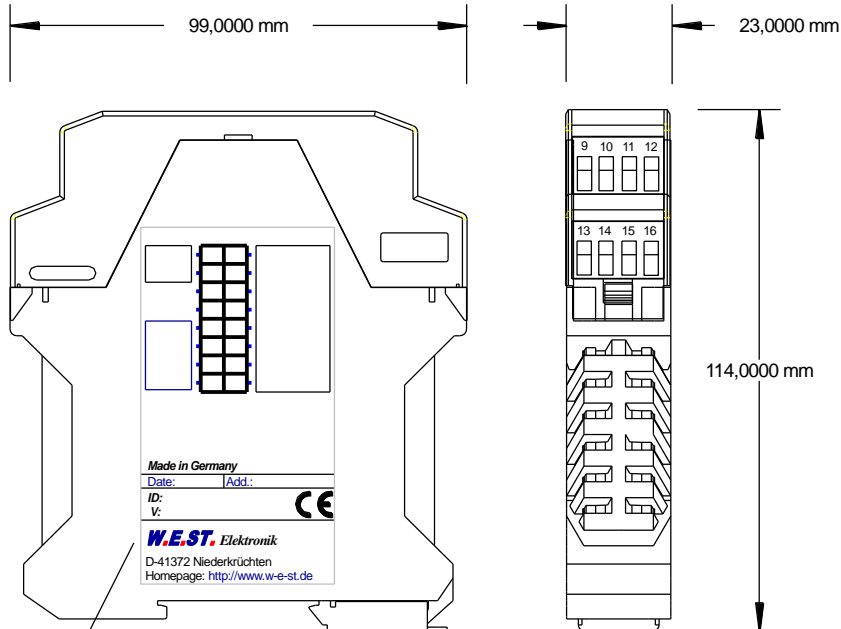 99,0000 mm
23,0000 mm
9 10 11 12
13 14 15 16
114,0000 mm
Made in Germany
Date: Add.:
ID:
V:
CE
W.E.ST. Elektronik
D-41372 Niederkrüchten
Homepage: http://www.w-e-st.de